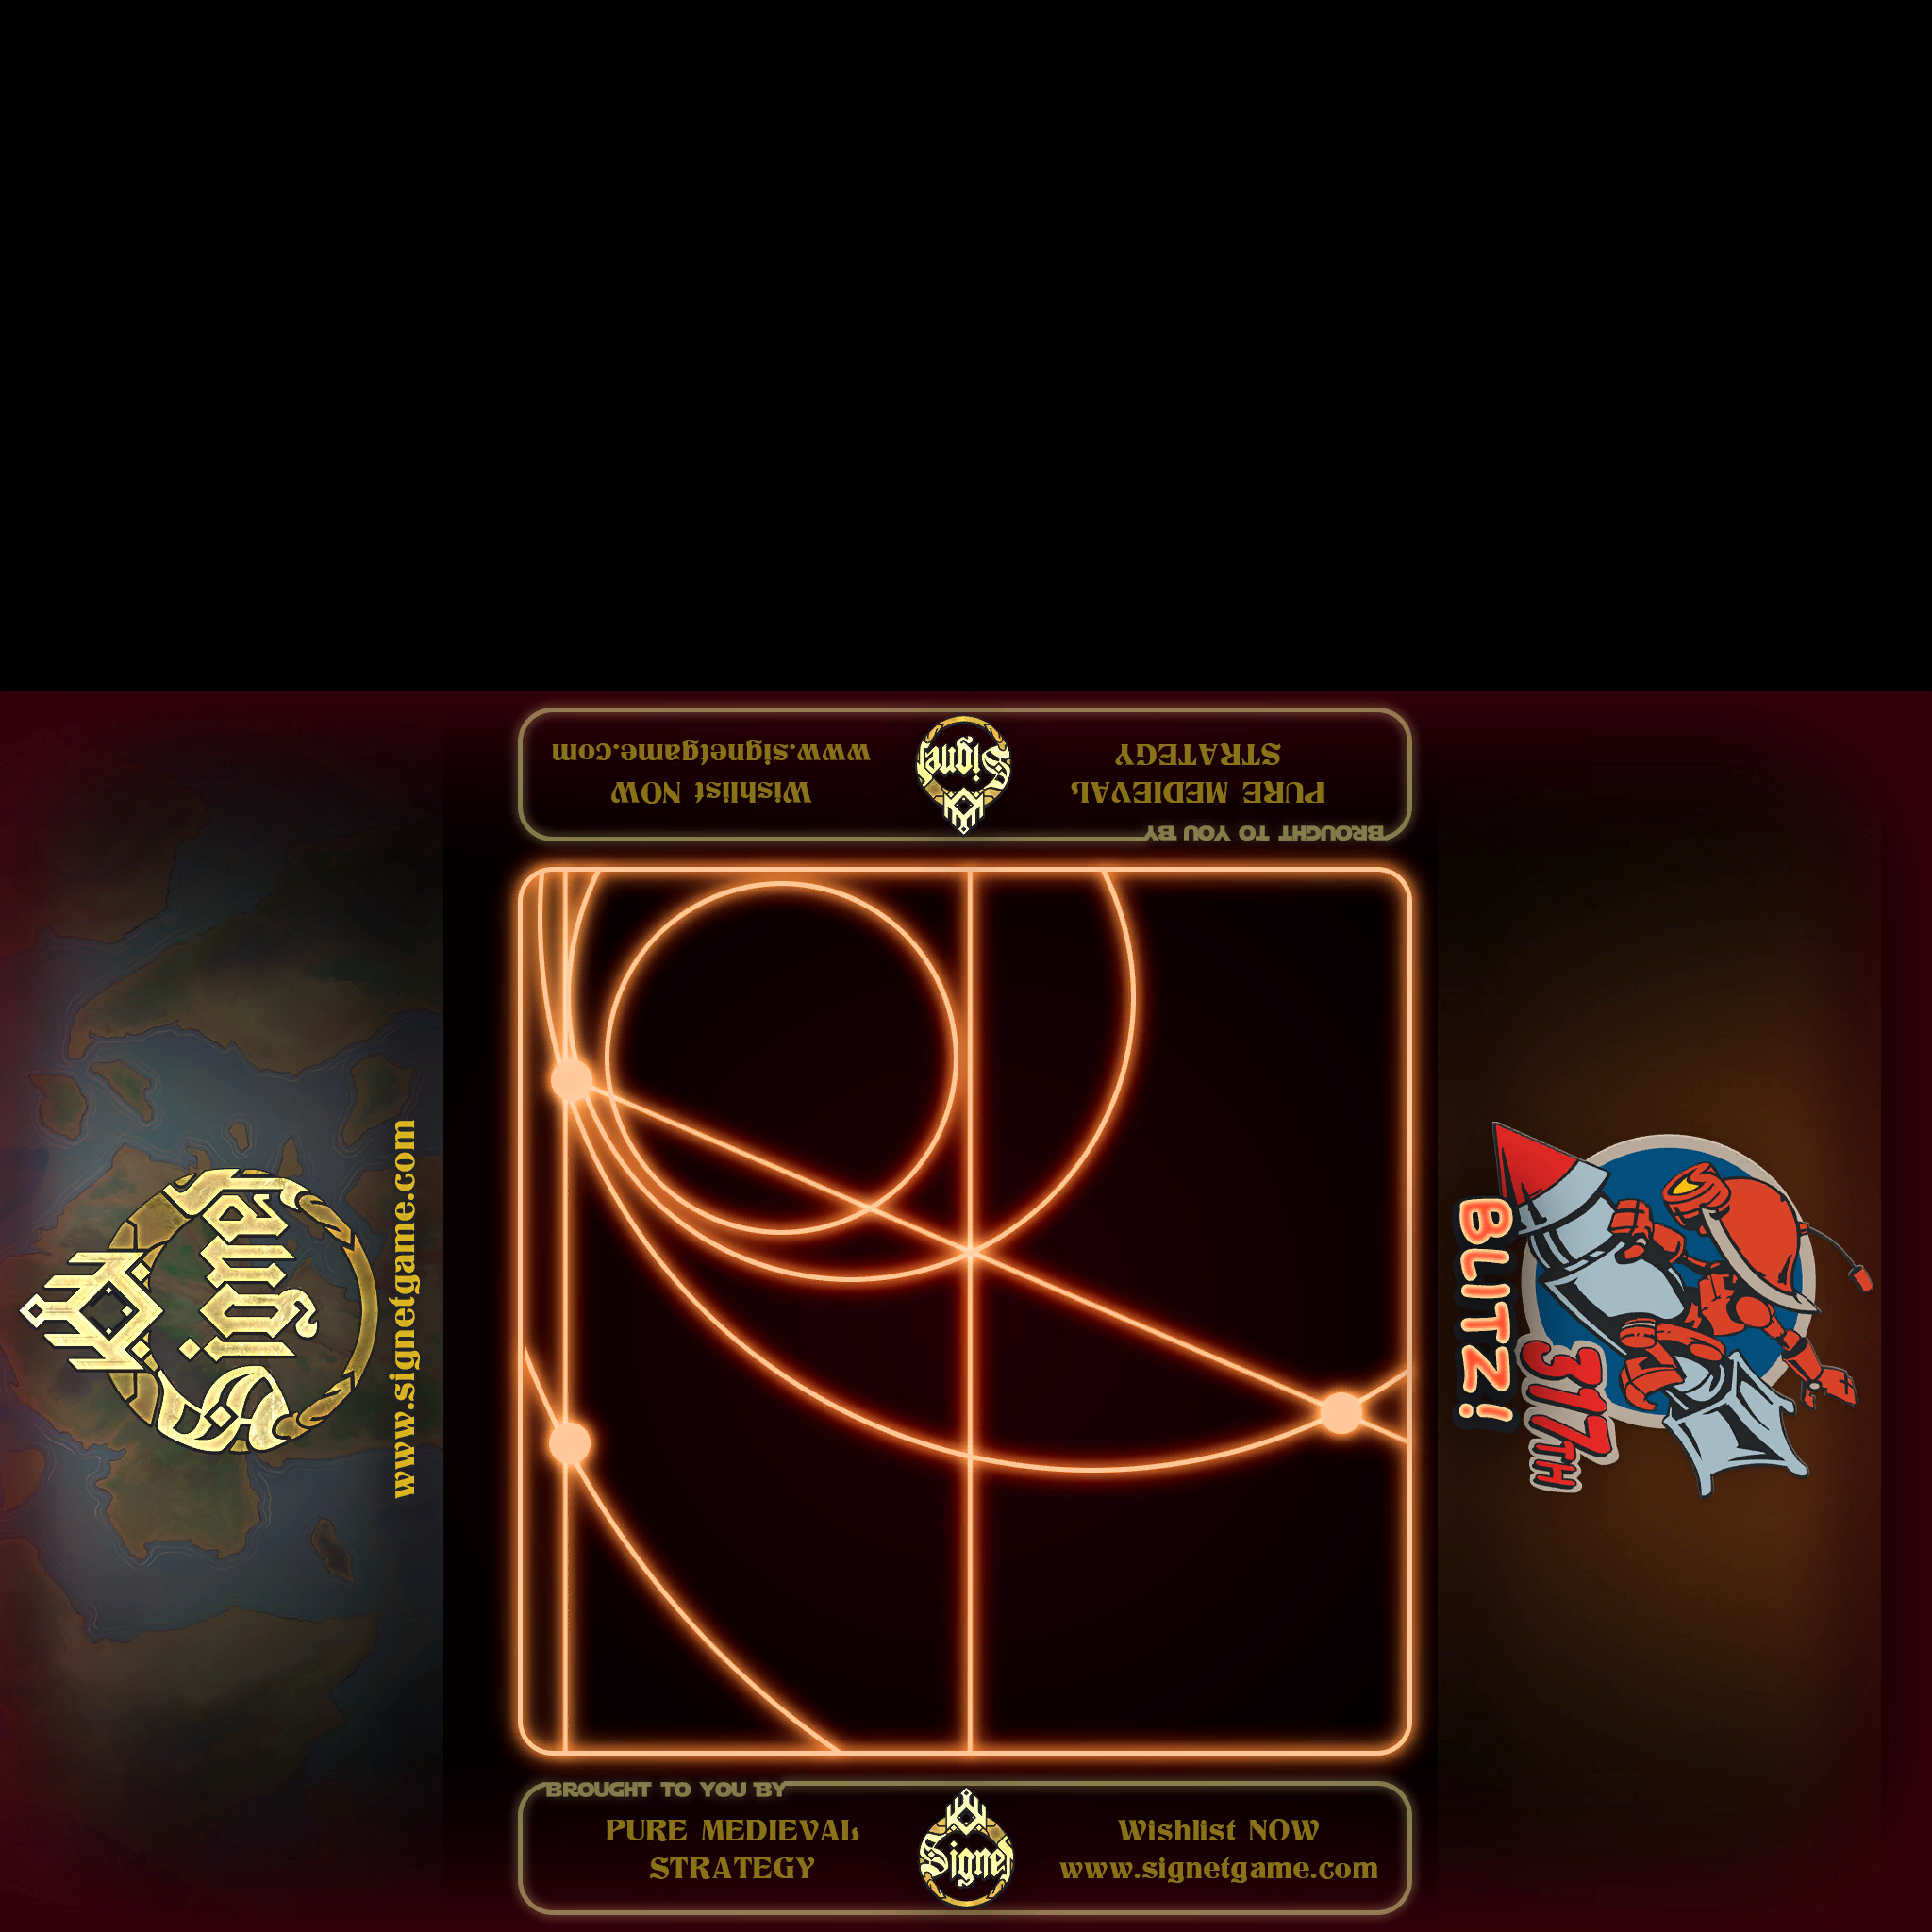 www.signetgame.com
Wishlist NOW
Signet
PURE MEDIEVAL
STRATEGY
BROUGHT TO YOU BY
Signet
www.signetgame.com
BLITZ!
317TH
BROUGHT TO YOU BY
PURE MEDIEVAL
STRATEGY
Signet
Wishlist NOW
www.signetgame.com